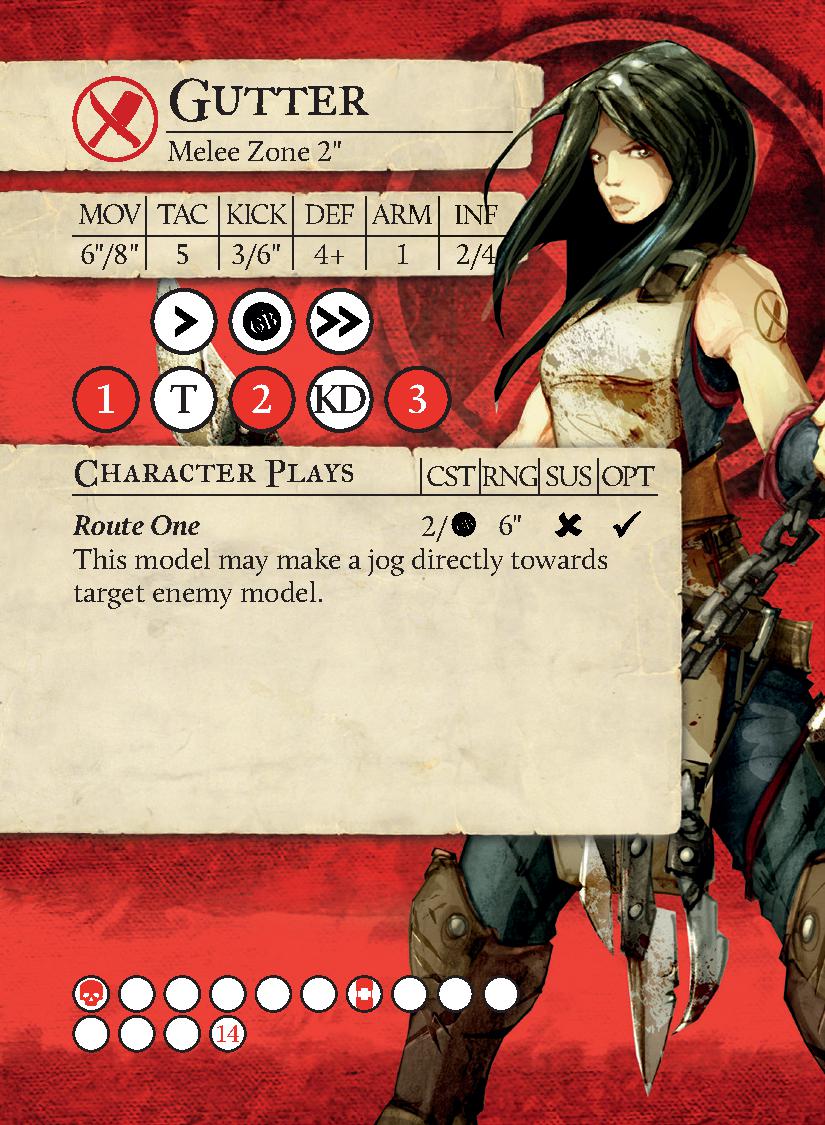 GUTTER
Melee Zone 2"
MOV TAC KICK DEF ARM INF
6"/8" 5 3/6" 4+ 1 2/4
> GB >>
1 T 2 KD 3
CHARACTER PLAYS CST RNG SUS OPT
Route One 2/GB 6" ✘ ✓
This model may make a jog directly towards
target enemy model.
14